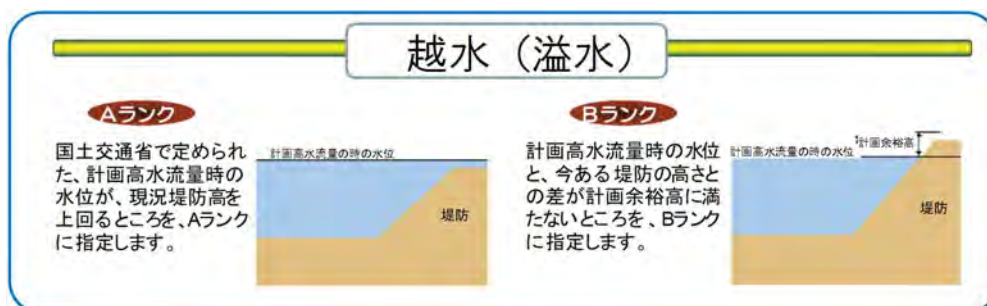 越水（溢水）
Aランク
国土交通省で定められ
た、計画高水流量時の
水位が、現況堤防高を
上回るところを、Aランク
に指定します。
計画高水流量の時の水位
堤防
Bランク
計画高水流量時の水位
と、今ある堤防の高さと
の差が計画余裕高に満
たないところを、Bランク
に指定します。
計画余裕高
計画高水流量の時の水位
堤防